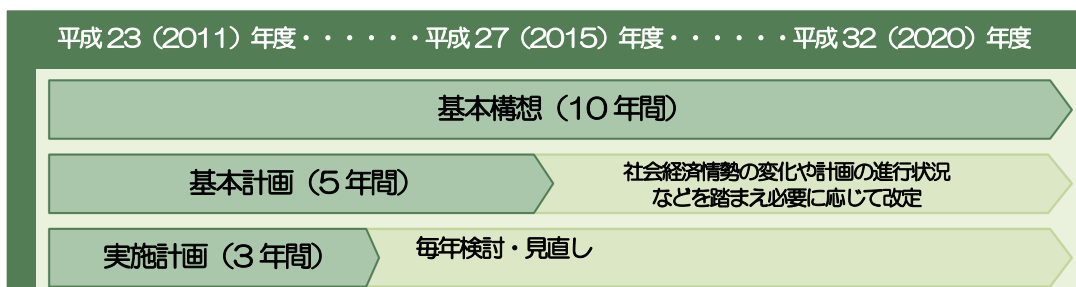 平成23（2011）年度・・・・・・平成27（2015）年度・・・・・・平成32（2020）年度
基本構想（10年間）
基本計画（5年間）
社会経済情勢の変化や計画の進行状況
などを踏まえ必要に応じて改定
実施計画（3年間）
毎年検討・見直し